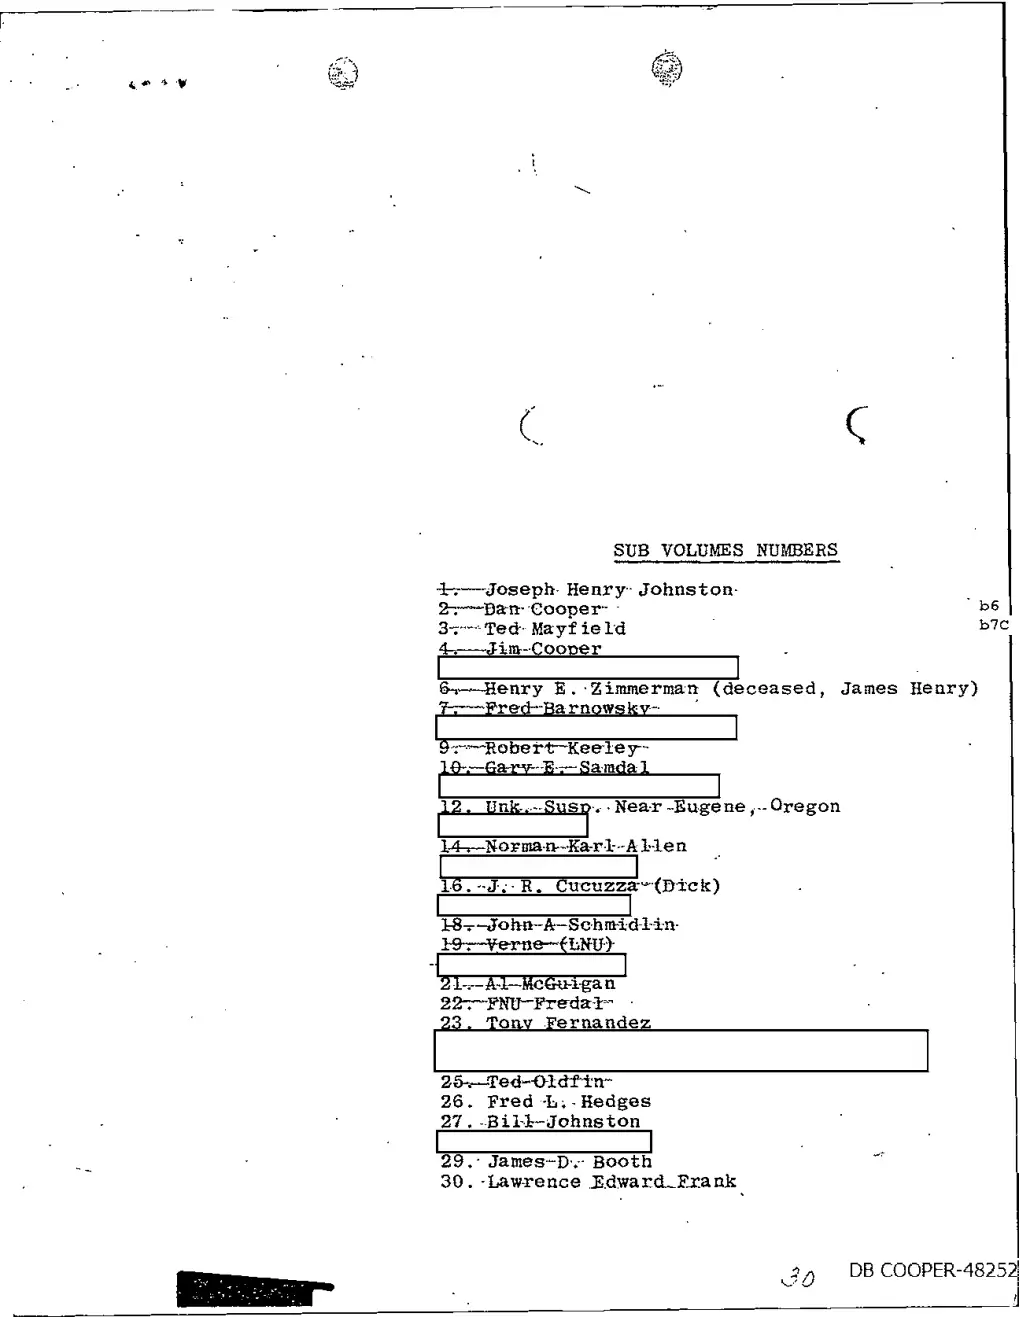 SUB VOLUMES NUMBERS
1. Joseph Henry Johnston
2. Dan Cooper
b6
3. Ted Mayfield
b7C
4. Jim Cooper
6. Henry E. Zimmerman (deceased, James Henry)
7. Fred Barnowsky
9. Robert Keeley
10. Gary E. Samdal
12. Unk. Susp. Near Eugene, Oregon
14. Norman Karl Allen
16. J. R. Cucuzza (Dick)
18. John A Schmidlin
19. Verne (LNU)
21. Al McGuigan
22. FNU Fredal
23. Tony Fernandez
25. Ted Oldfin
26. Fred L. Hedges
27. Bill Johnston
29. James D. Booth
30. Lawrence Edward Frank
30
DB COOPER-48252